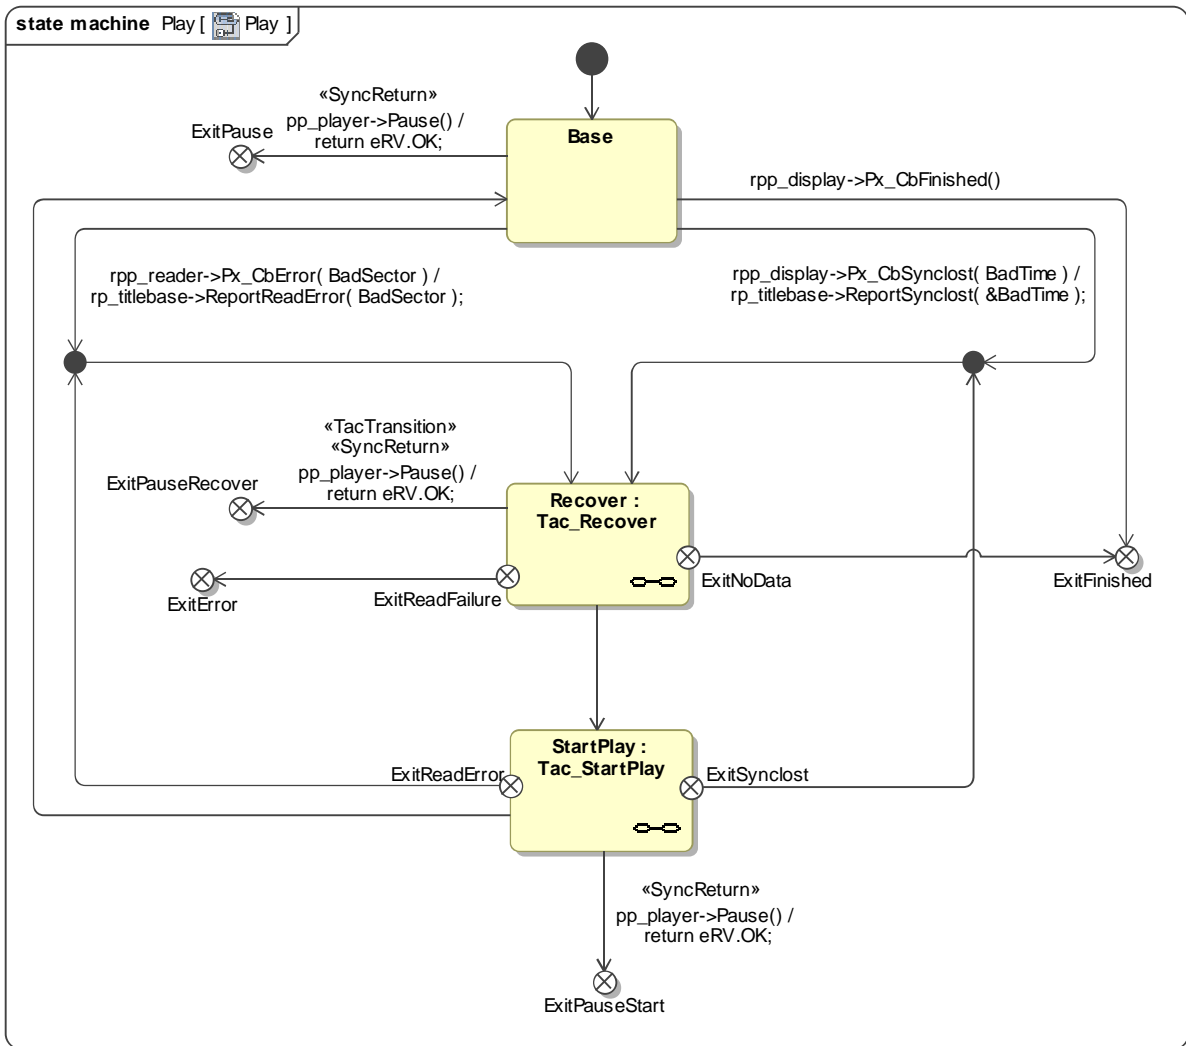 state machine Play [ Play ]
«SyncReturn»
pp_player->Pause() /
return eRV.OK;
ExitPause
Base
rpp_display->Px_CbFinished()
rpp_reader->Px_CbError( BadSector ) /
rp_titlebase->ReportReadError( BadSector );
rpp_display->Px_CbSynclost( BadTime ) /
rp_titlebase->ReportSynclost( &BadTime );
«TacTransition»
«SyncReturn»
pp_player->Pause() /
return eRV.OK;
ExitPauseRecover
Recover :
Tac_Recover
ExitNoData
ExitFinished
ExitError
ExitReadFailure
StartPlay :
Tac_StartPlay
ExitReadError
ExitSynclost
«SyncReturn»
pp_player->Pause() /
return eRV.OK;
ExitPauseStart